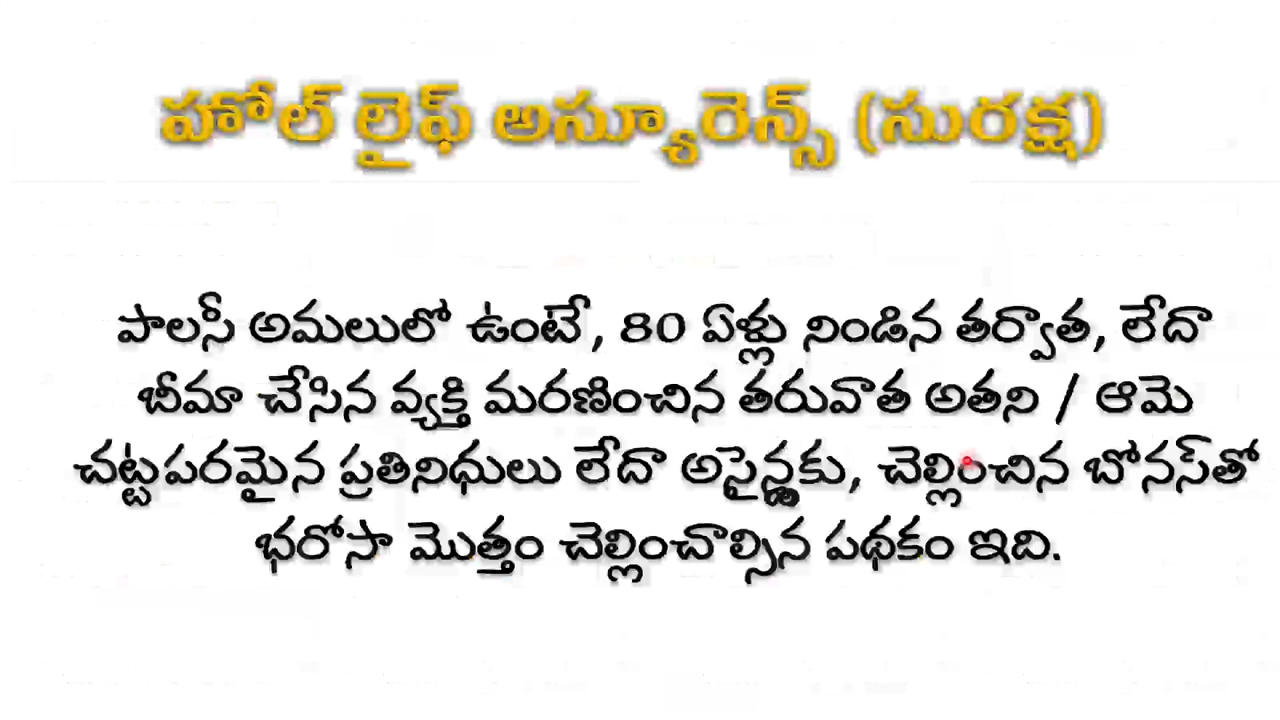 హోల్ లైఫ్ అస్యూరెన్స్ (సురక్ష)
పాలసీ అమలులో ఉంటే, 80 ఏళ్లు నిండిన తర్వాత, లేదా
బీమా చేసిన వ్యక్తి మరణించిన తరువాత అతని / ఆమె
చట్టపరమైన ప్రతినిధులు లేదా అసైన్లకు, చెల్లించిన బోనస్‌తో
భరోసా మొత్తం చెల్లించాల్సిన పథకం ఇది.